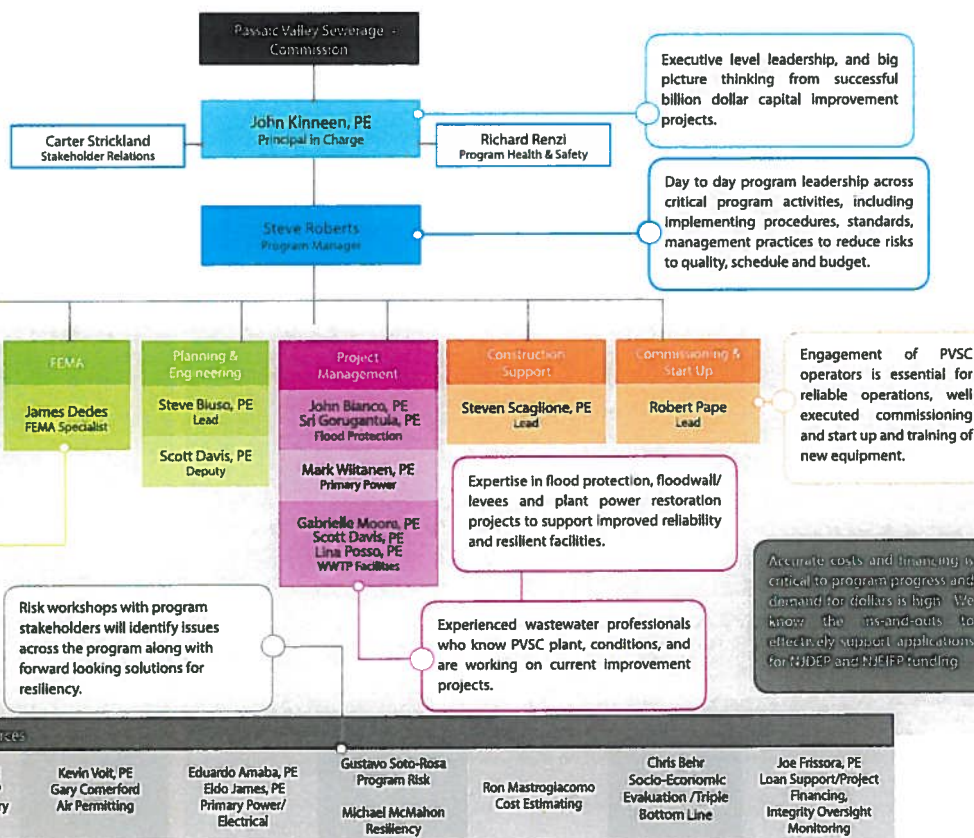 Passaic Valley Sewerage -
Commission
John Kinneen, PE
Principal in Charge
Carter Strickland
Stakeholder Relations
Richard Renzi
Program Health & Safety
Executive level leadership, and big
picture thinking from successful
billion dollar capital improvement
projects.
Steve Roberts
Program Manager
Day to day program leadership across
critical program activities, including
implementing procedures, standards,
management practices to reduce risks
to quality, schedule and budget.
FEMA
James Dedes
FEMA Specialist
Planning &
Engineering
Steve Biuso, PE
Lead
Scott Davis, PE
Deputy
Project
Management
John Bianco, PE
Sri Gorugantula, PE
Flood Protection
Mark Wiitanen, PE
Primary Power
Gabrielle Moore, PE
Scott Davis, PE
Lina Posso, PE
WWTP Facilities
Construction
Support
Steven Scaglione, PE
Lead
Commissioning &
Start Up
Robert Pape
Lead
Engagement of PVSC
operators is essential for
reliable operations, well
executed commissioning
and start up and training of
new equipment.
Expertise in flood protection, floodwall/
levees and plant power restoration
projects to support improved reliability
and resilient facilities.
Accurate costs and financing is
critical to program progress and
demand for dollars is high. We
know the ins-and-outs to
effectively support applications
for NJDEP and NJEIFP funding
Risk workshops with program
stakeholders will identify issues
across the program along with
forward looking solutions for
resiliency.
Experienced wastewater professionals
who know PVSC plant, conditions, and
are working on current improvement
projects.
Kevin Voit, PE
Gary Comerford
Air Permitting
Eduardo Amaba, PE
Eldo James, PE
Primary Power/
Electrical
Gustavo Soto-Rosa
Program Risk
Michael McMahon
Resiliency
Ron Mastrogiacomo
Cost Estimating
Chris Behr
Socio-Economic
Evaluation /Triple
Bottom Line
Joe Frissora, PE
Loan Support/Project
Financing,
Integrity Oversight
Monitoring